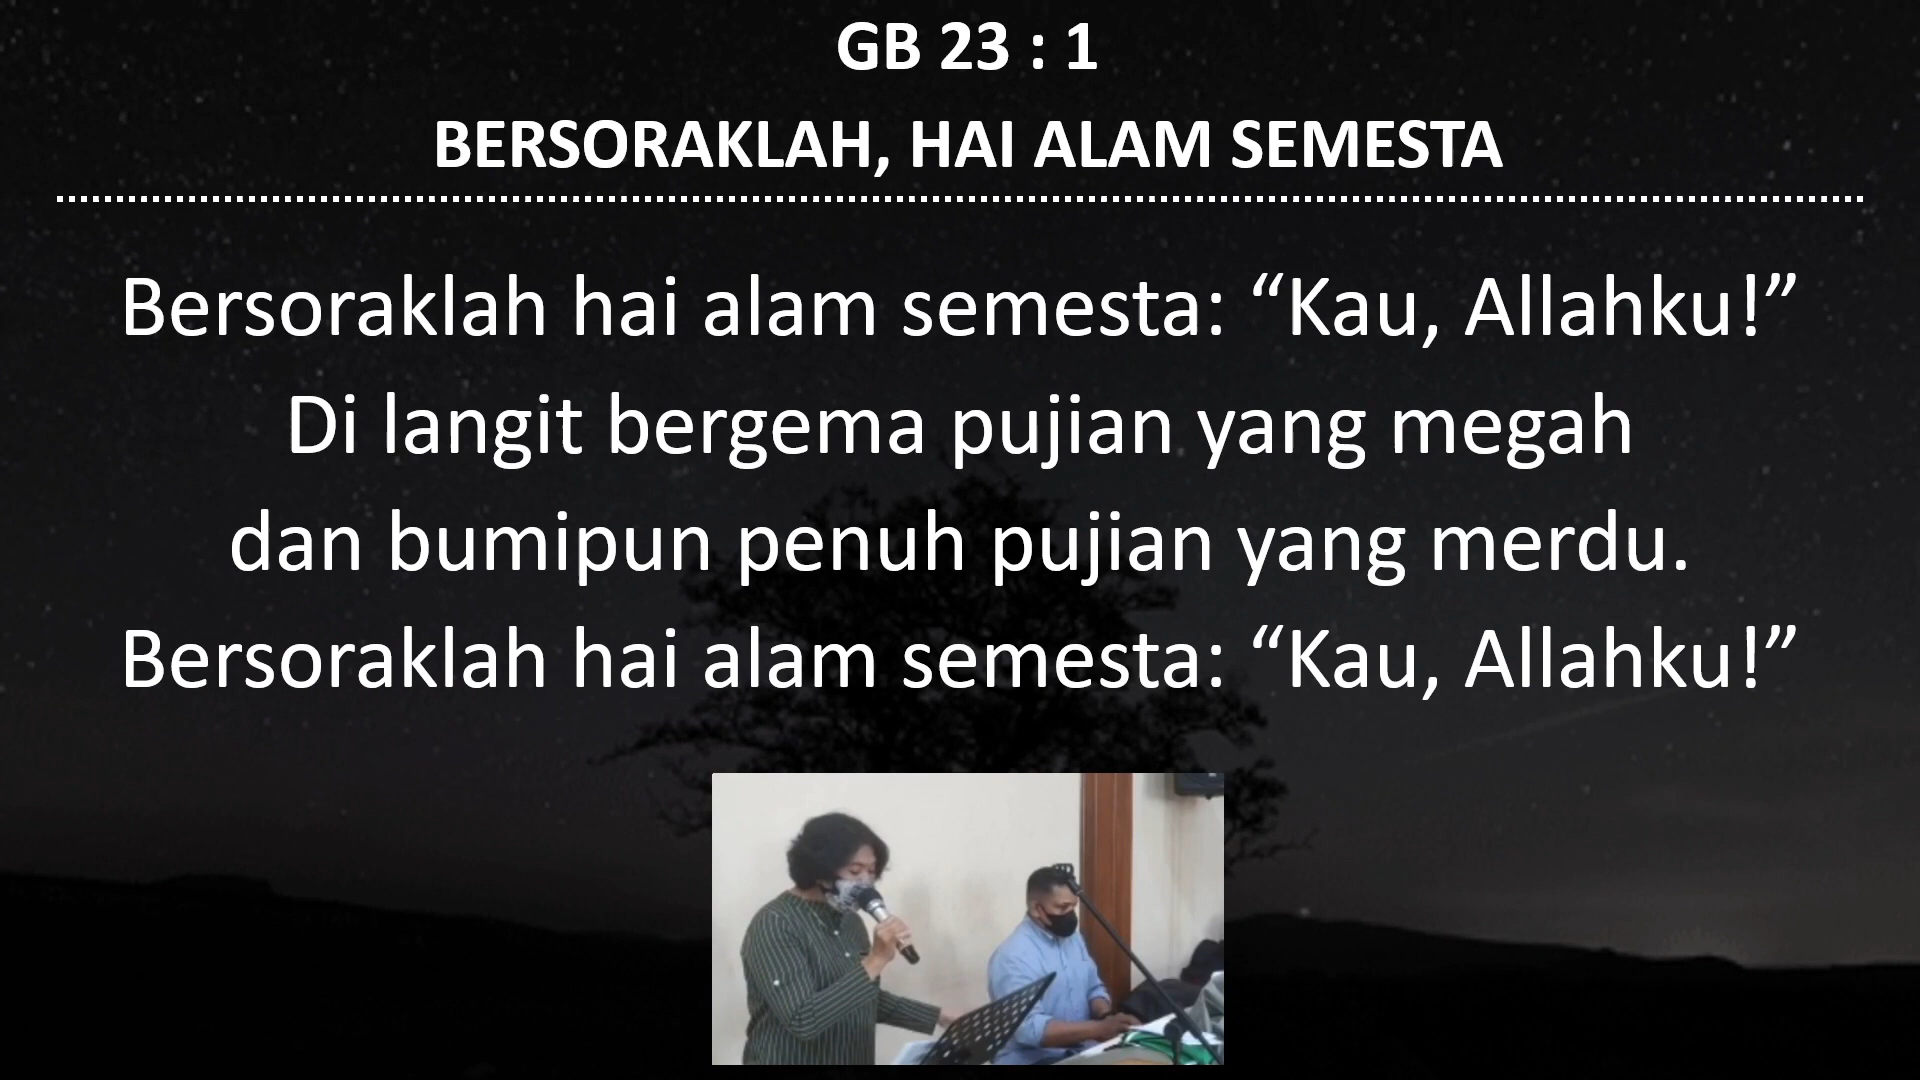 GB 23 : 1
BERSORAKLAH, HAI ALAM SEMESTA
Bersoraklah hai alam semesta: “Kau, Allahku!”
Di langit bergema pujian yang megah
dan bumipun penuh pujian yang merdu.
Bersoraklah hai alam semesta: “Kau, Allahku!”